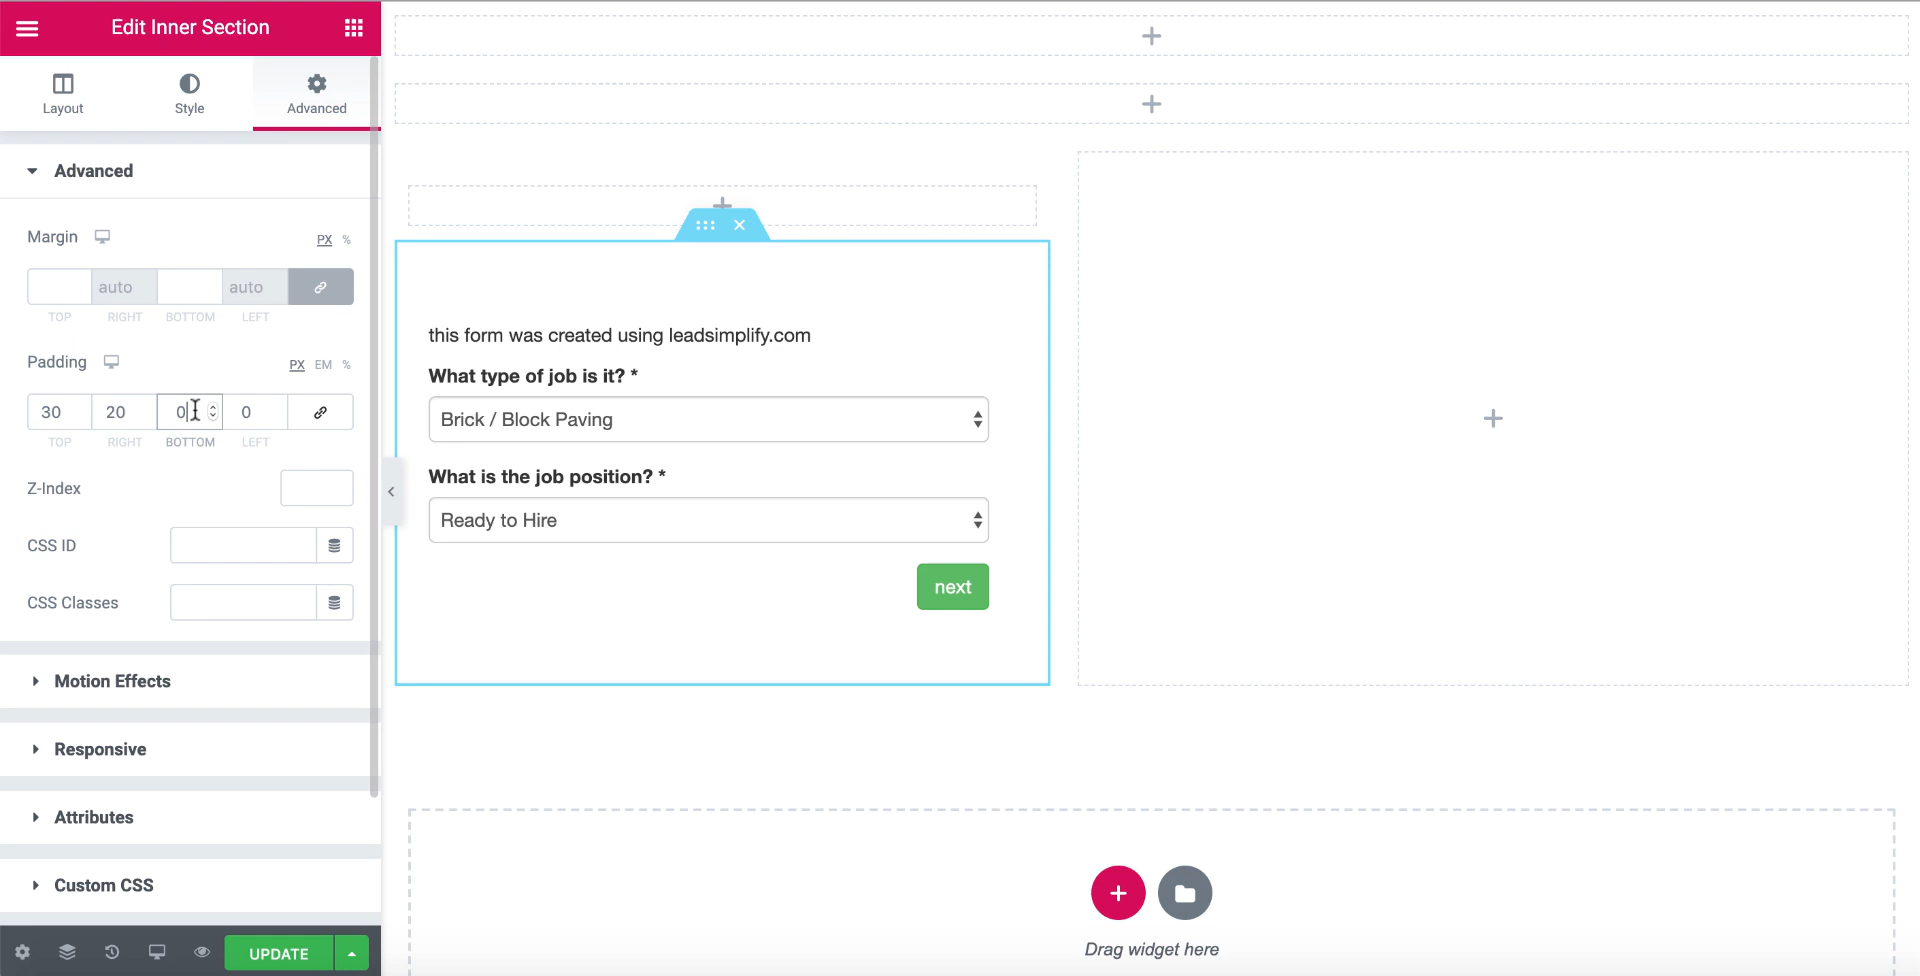 Edit Inner Section
Layout
Style
Advanced
Advanced
Margin
PX %
auto
auto
TOP RIGHT BOTTOM LEFT
Padding
PX EM %
30 20 0 0
TOP RIGHT BOTTOM LEFT
Z-Index
CSS ID
CSS Classes
Motion Effects
Responsive
Attributes
Custom CSS
UPDATE
this form was created using leadsimplify.com
What type of job is it? *
Brick / Block Paving
What is the job position? *
Ready to Hire
next
Drag widget here